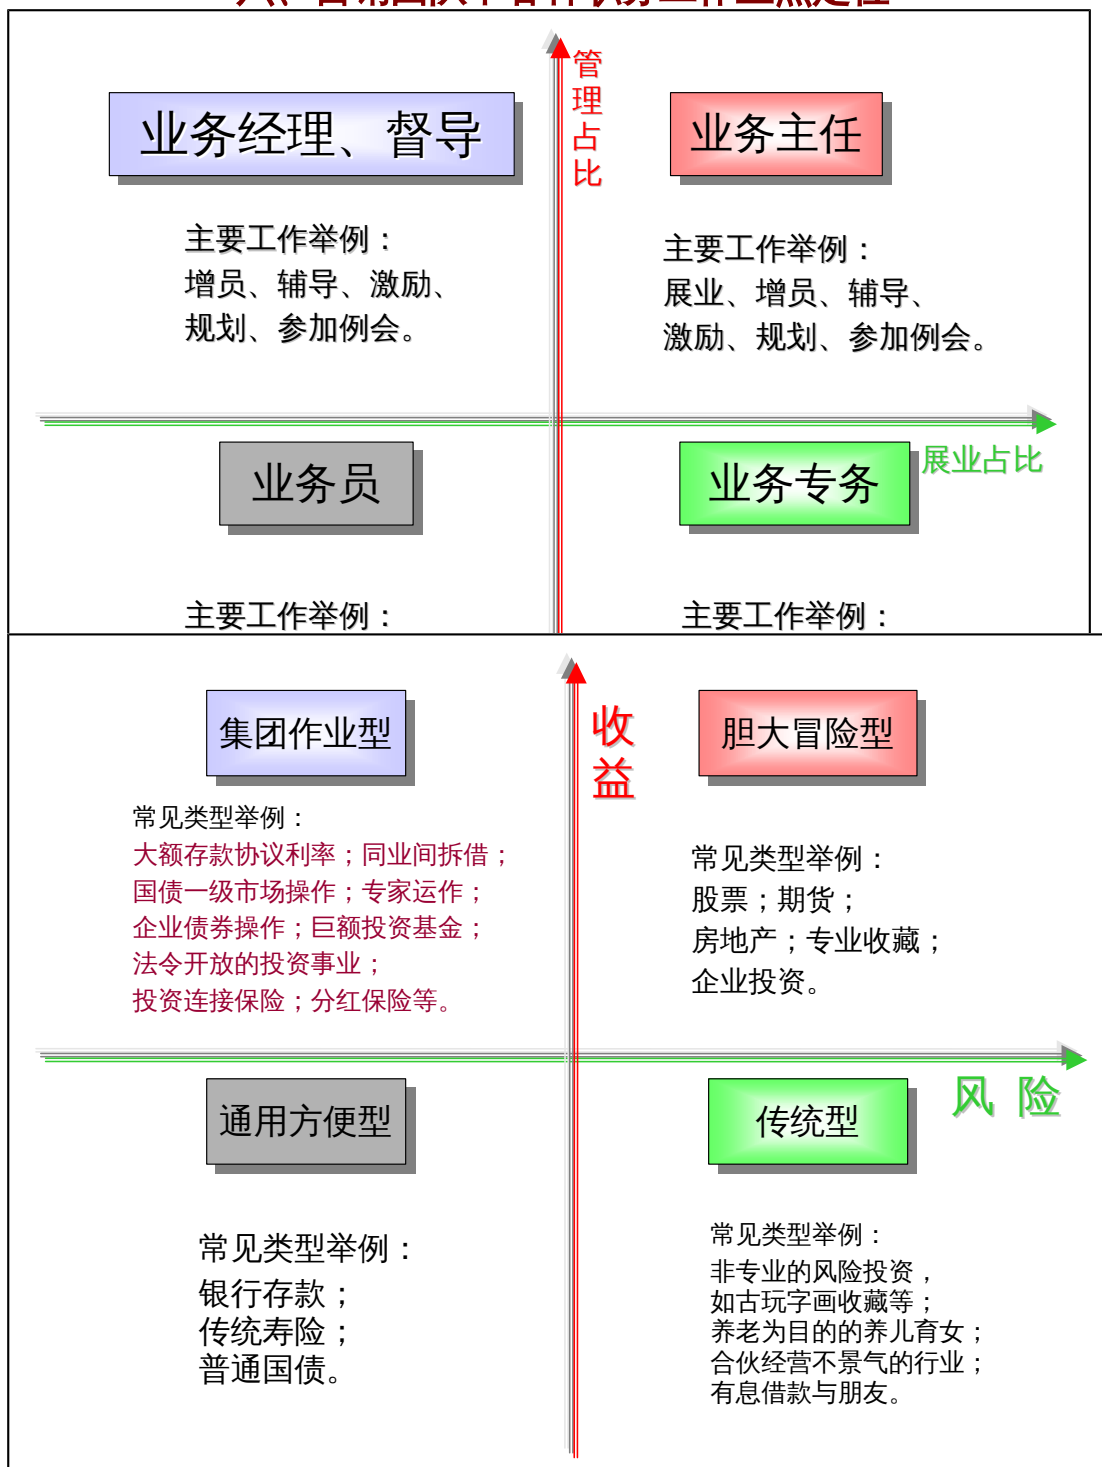 管
理
占
比
业务经理、督导
业务主任
主要工作举例：
增员、辅导、激励、
规划、参加例会。
主要工作举例：
展业、增员、辅导、
激励、规划、参加例会。
展业占比
业务员
业务专务
主要工作举例：
主要工作举例：
收
益
集团作业型
胆大冒险型
常见类型举例：
大额存款协议利率；同业间拆借；
国债一级市场操作；专家运作；
企业债券操作；巨额投资基金；
法令开放的投资事业；
投资连接保险；分红保险等。
常见类型举例：
股票；期货；
房地产；专业收藏；
企业投资。
风 险
通用方便型
传统型
常见类型举例：
银行存款；
传统寿险；
普通国债。
常见类型举例：
非专业的风险投资，
如古玩字画收藏等；
养老为目的的养儿育女；
合伙经营不景气的行业；
有息借款与朋友。